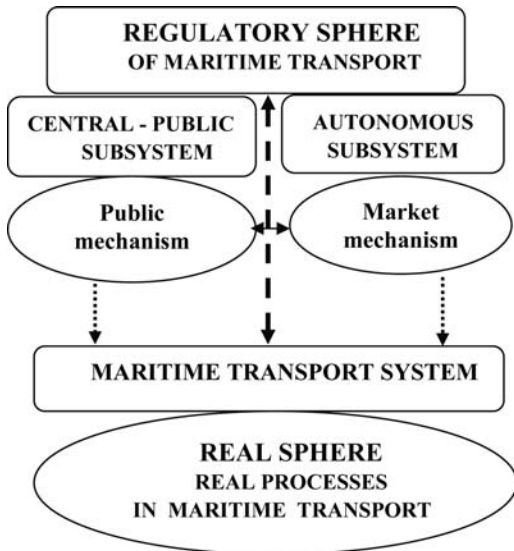 REGULATORY SPHERE
OF MARITIME TRANSPORT
CENTRAL - PUBLIC
SUBSYSTEM
AUTONOMOUS
SUBSYSTEM
Public
mechanism
Market
mechanism
MARITIME TRANSPORT SYSTEM
REAL SPHERE
REAL PROCESSES
IN MARITIME TRANSPORT